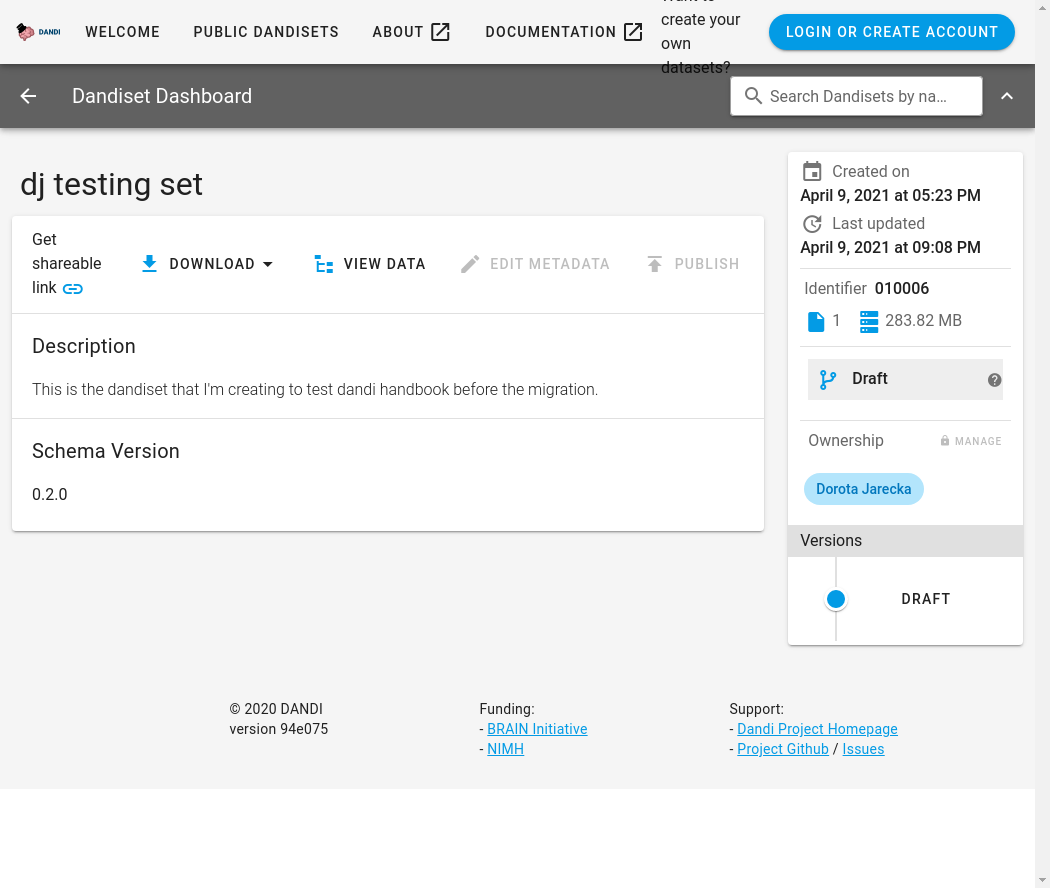 DANDI
WELCOME
PUBLIC DANDISETS
ABOUT
DOCUMENTATION
create your
own
datasets?
LOGIN OR CREATE ACCOUNT
Dandiset Dashboard
Search Dandisets by na…
dj testing set
Get
shareable
link
DOWNLOAD
VIEW DATA
EDIT METADATA
PUBLISH
Description
This is the dandiset that I'm creating to test dandi handbook before the migration.
Schema Version
0.2.0
Created on
April 9, 2021 at 05:23 PM
Last updated
April 9, 2021 at 09:08 PM
Identifier 010006
1 283.82 MB
Draft
Ownership
MANAGE
Dorota Jarecka
Versions
DRAFT
© 2020 DANDI
version 94e075
Funding:
- BRAIN Initiative
- NIMH
Support:
- Dandi Project Homepage
- Project Github / Issues